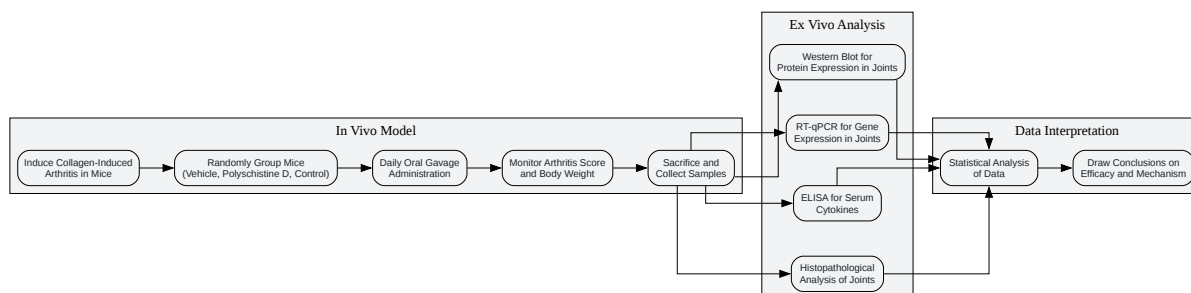 In Vivo Model
Induce Collagen-Induced
Arthritis in Mice
Randomly Group Mice
(Vehicle, Polyschistine D, Control)
Daily Oral Gavage
Administration
Monitor Arthritis Score
and Body Weight
Sacrifice and
Collect Samples
Ex Vivo Analysis
Western Blot for
Protein Expression in Joints
RT-qPCR for Gene
Expression in Joints
ELISA for Serum
Cytokines
Histopathological
Analysis of Joints
Data Interpretation
Statistical Analysis
of Data
Draw Conclusions on
Efficacy and Mechanism